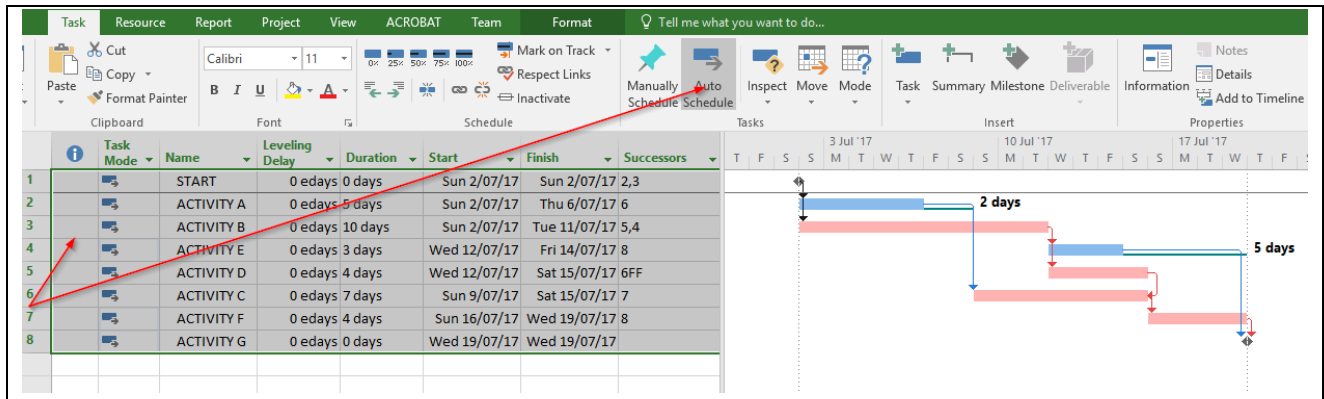 Task Resource Report Project View ACROBAT Team Format Tell me what you want to do...
Cut
Copy
Format Painter
Paste
Clipboard
Calibri 11
B I U A
Font
0% 25% 50% 75% 100%
Mark on Track
Respect Links
Inactivate
Schedule
Manually Schedule
Auto Schedule
Inspect Move Mode
Tasks
Task Summary Milestone Deliverable
Insert
Information
Notes
Details
Add to Timeline
Properties
Task Mode Name Leveling Delay Duration Start Finish Successors
3 Jul '17 10 Jul '17 17 Jul '17
T F S S M T W T F S S M T W T F S S M T W T F S
1 START 0 edays 0 days Sun 2/07/17 Sun 2/07/17 2,3
2 ACTIVITY A 0 edays 5 days Sun 2/07/17 Thu 6/07/17 6
2 days
3 ACTIVITY B 0 edays 10 days Sun 2/07/17 Tue 11/07/17 5,4
4 ACTIVITY E 0 edays 3 days Wed 12/07/17 Fri 14/07/17 8
5 days
5 ACTIVITY D 0 edays 4 days Wed 12/07/17 Sat 15/07/17 6FF
6 ACTIVITY C 0 edays 7 days Sun 9/07/17 Sat 15/07/17 7
7 ACTIVITY F 0 edays 4 days Sun 16/07/17 Wed 19/07/17 8
8 ACTIVITY G 0 edays 0 days Wed 19/07/17 Wed 19/07/17